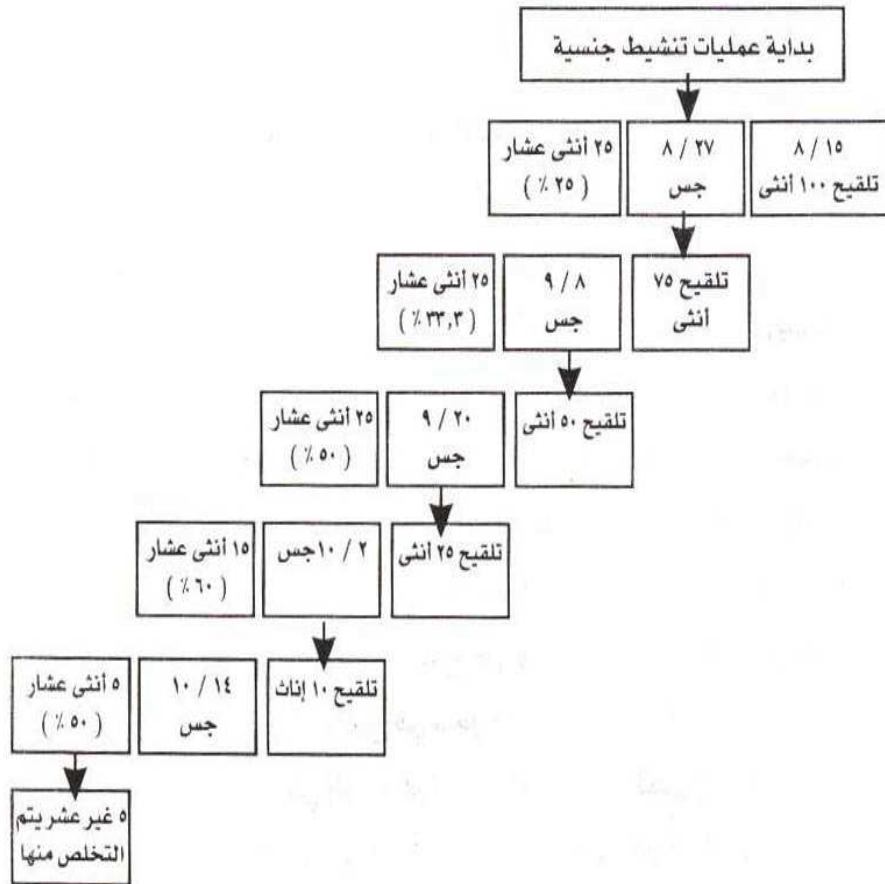 بداية عمليات تنشيط جنسية
١٥ / ٨
تلقيح ١٠٠ أنثى
٢٧ / ٨
جس
٢٥ أنثى عشار
( ٢٥ ٪ )
تلقيح ٧٥
أنثى
٨ / ٩
جس
٢٥ أنثى عشار
( ٣٣,٣ ٪ )
تلقيح ٥٠ أنثى
٢٠ / ٩
جس
٢٥ أنثى عشار
( ٥٠ ٪ )
تلقيح ٢٥ أنثى
٢ / ١٠جس
١٥ أنثى عشار
( ٦٠ ٪ )
تلقيح ١٠ إناث
١٤ / ١٠
جس
٥ أنثى عشار
( ٥٠ ٪ )
٥ غير عشر يتم
التخلص منها